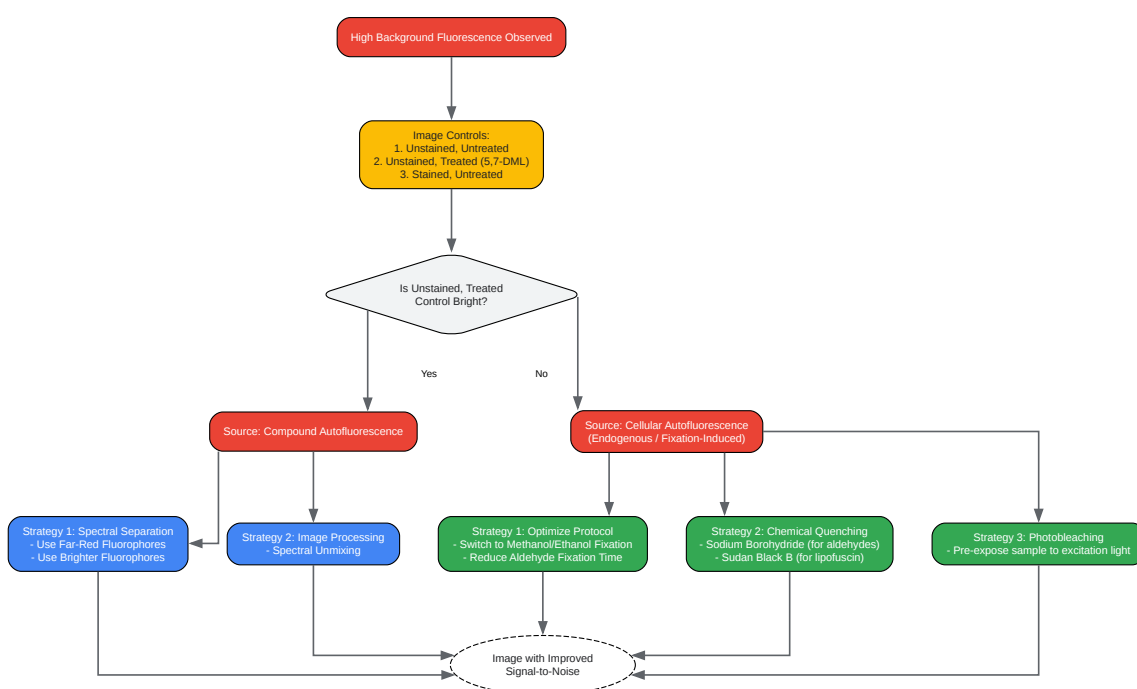 High Background Fluorescence Observed
Image Controls:
1. Unstained, Untreated
2. Unstained, Treated (5,7-DML)
3. Stained, Untreated
Is Unstained, Treated
Control Bright?
Yes
No
Source: Compound Autofluorescence
Source: Cellular Autofluorescence
(Endogenous / Fixation-Induced)
Strategy 1: Spectral Separation
- Use Far-Red Fluorophores
- Use Brighter Fluorophores
Strategy 2: Image Processing
- Spectral Unmixing
Strategy 1: Optimize Protocol
- Switch to Methanol/Ethanol Fixation
- Reduce Aldehyde Fixation Time
Strategy 2: Chemical Quenching
- Sodium Borohydride (for aldehydes)
- Sudan Black B (for lipofuscin)
Strategy 3: Photobleaching
- Pre-expose sample to excitation light
Image with Improved
Signal-to-Noise